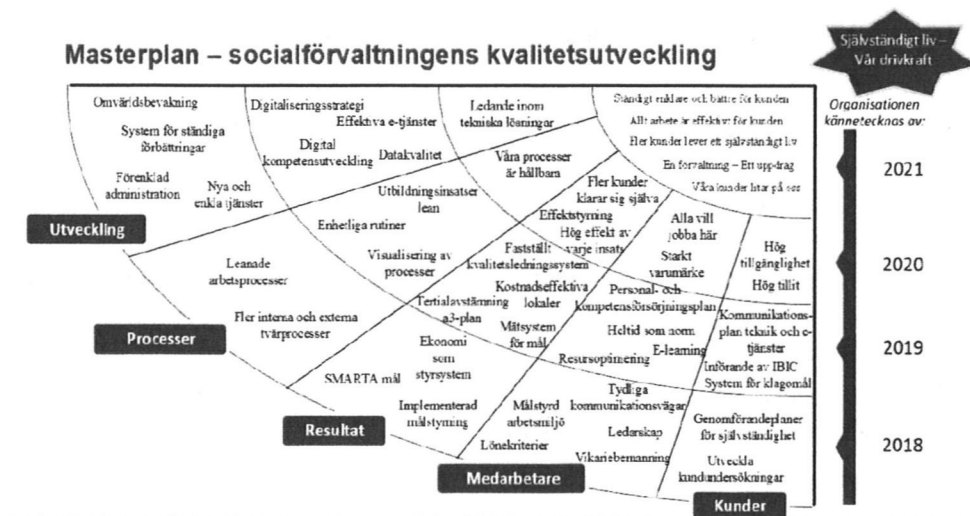 Masterplan – socialförvaltningens kvalitetsutveckling
Självständigt liv –
Vår drivkraft
Organisationen
kännetecknas av:
2021
2020
2019
2018
Omvärldsbevakning
System för ständiga
förbättringar
Förenklad
administration
Nya och
enkla tjänster
Digitaliseringsstrategi
Effektiva e-tjänster
Digital
kompetensutveckling
Datakvalitet
Ledande inom
tekniska lösningar
Ständigt enklare och bättre för kunden
Allt arbete är effektivt för kunden
Fler kunder lever ett självständigt liv
En förvaltning – Ett upp-drag
Våra kunder litar på oss
Utveckling
Leanade
arbetsprocesser
Fler interna och externa
tvärprocesser
Utbildningsinsatser
lean
Enhetliga rutiner
Visualisering av
processer
Våra processer
är hållbara
Processer
SMARTA mål
Implementerad
målstyrning
Tertialavstämning
a3-plan
Ekonomi
som
styrsystem
Fastställt
kvalitetsledningssystem
Kostnadseffektiva
lokaler
Mätsystem
för mål
Fler kunder
klarar sig själva
Effektstyrning
Hög effekt av
varje insats
Resultat
Målstyrd
arbetsmiljö
Lönekriterier
Tydliga
kommunikationsvägar
Ledarskap
Vikariebemanning
Personal- och
kompetensförsörjningsplan
Heltid som norm
E-learning
Resursoptimering
Alla vill
jobba här
Starkt
varumärke
Medarbetare
Hög
tillgänglighet
Hög tillit
Kommunikations-
plan teknik och e-
tjänster
Införande av IBIC
System för klagomål
Genomförandeplaner
för självständighet
Utveckla
kundundersökningar
Kunder